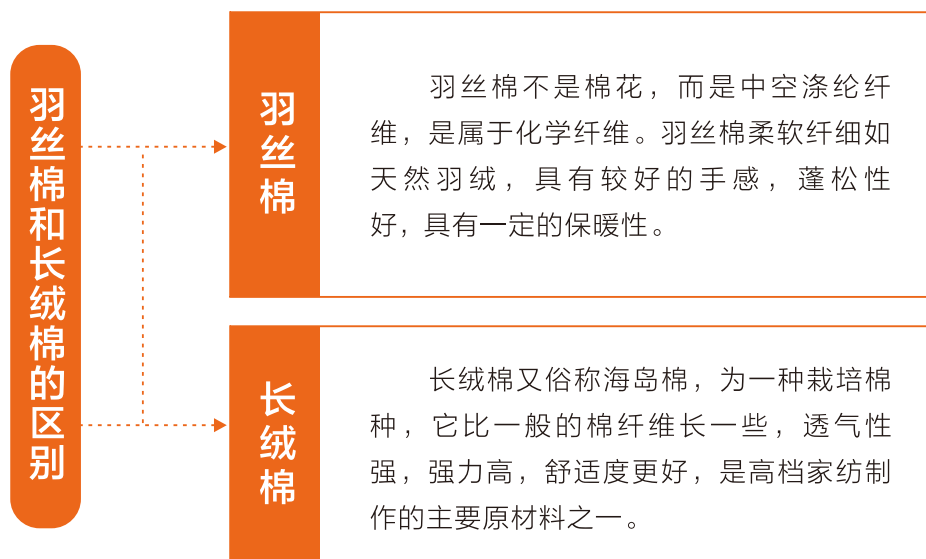 羽丝棉和长绒棉的区别
羽丝棉
羽丝棉不是棉花，而是中空涤纶纤
维，是属于化学纤维。羽丝棉柔软纤细如
天然羽绒，具有较好的手感，蓬松性
好，具有一定的保暖性。
长绒棉
长绒棉又俗称海岛棉，为一种栽培棉
种，它比一般的棉纤维长一些，透气性
强，强力高，舒适度更好，是高档家纺制
作的主要原材料之一。